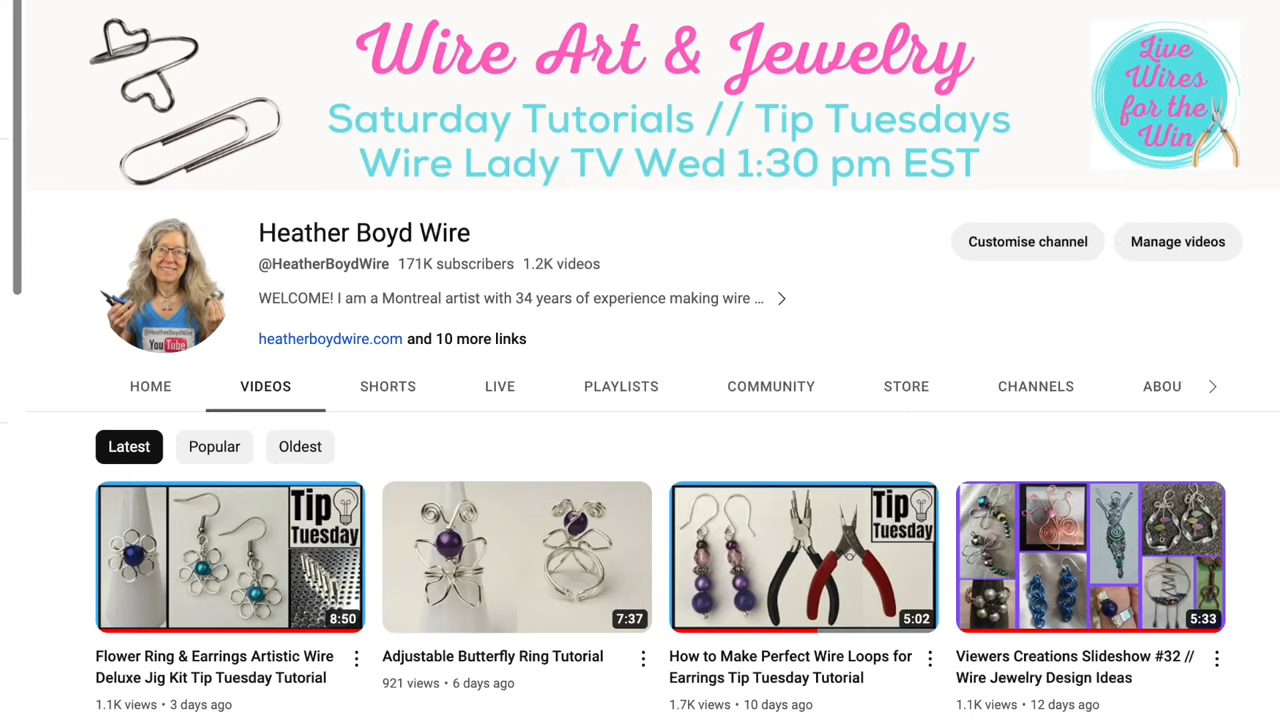 Wire Art & Jewelry
Saturday Tutorials // Tip Tuesdays
Wire Lady TV Wed 1:30 pm EST
Live
Wires
for the
Win
Heather Boyd Wire
@HeatherBoydWire 171K subscribers 1.2K videos
WELCOME! I am a Montreal artist with 34 years of experience making wire ...
heatherboydwire.com and 10 more links
Customise channel
Manage videos
@HeatherBoydWire
YouTube
HOME VIDEOS SHORTS LIVE PLAYLISTS COMMUNITY STORE CHANNELS ABOU
Latest Popular Oldest
Tip
Tuesday
8:50
7:37
Tip
Tuesday
5:02
5:33
Flower Ring & Earrings Artistic Wire
Deluxe Jig Kit Tip Tuesday Tutorial
1.1K views • 3 days ago
Adjustable Butterfly Ring Tutorial
921 views • 6 days ago
How to Make Perfect Wire Loops for
Earrings Tip Tuesday Tutorial
1.7K views • 10 days ago
Viewers Creations Slideshow #32 //
Wire Jewelry Design Ideas
1.1K views • 12 days ago